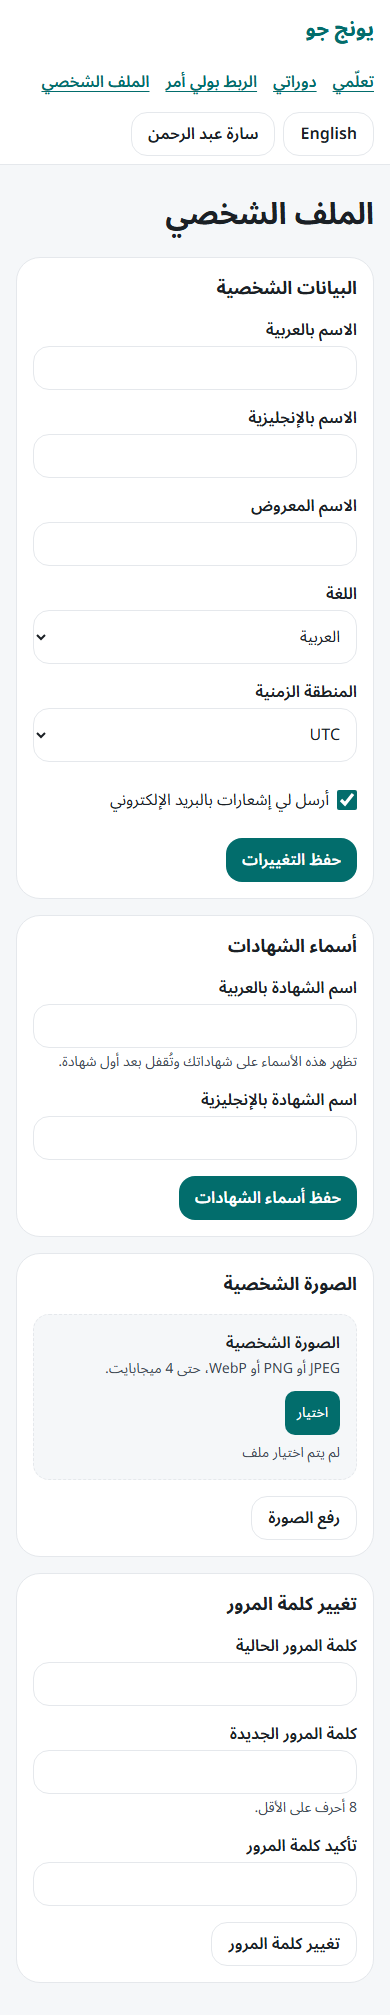 يونج جو
تعلّمي دوراتي الربط بولي أمر الملف الشخصي
English سارة عبد الرحمن
الملف الشخصي
البيانات الشخصية
الاسم بالعربية
الاسم بالإنجليزية
الاسم المعروض
اللغة
العربية
المنطقة الزمنية
UTC
أرسل لي إشعارات بالبريد الإلكتروني
حفظ التغييرات
أسماء الشهادات
اسم الشهادة بالعربية
تظهر هذه الأسماء على شهاداتك وتُقفل بعد أول شهادة.
اسم الشهادة بالإنجليزية
حفظ أسماء الشهادات
الصورة الشخصية
الصورة الشخصية
JPEG أو PNG أو WebP، حتى 4 ميجابايت.
اختيار
لم يتم اختيار ملف
رفع الصورة
تغيير كلمة المرور
كلمة المرور الحالية
كلمة المرور الجديدة
8 أحرف على الأقل.
تأكيد كلمة المرور
تغيير كلمة المرور